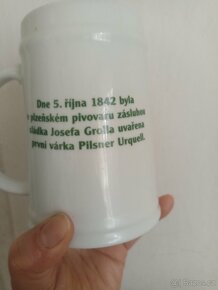 Dne 5. října 1842 byla
plzeňském pivovaru zásluhou
sládka Josefa Grolla uvařena
první várka Pilsner Urquell.